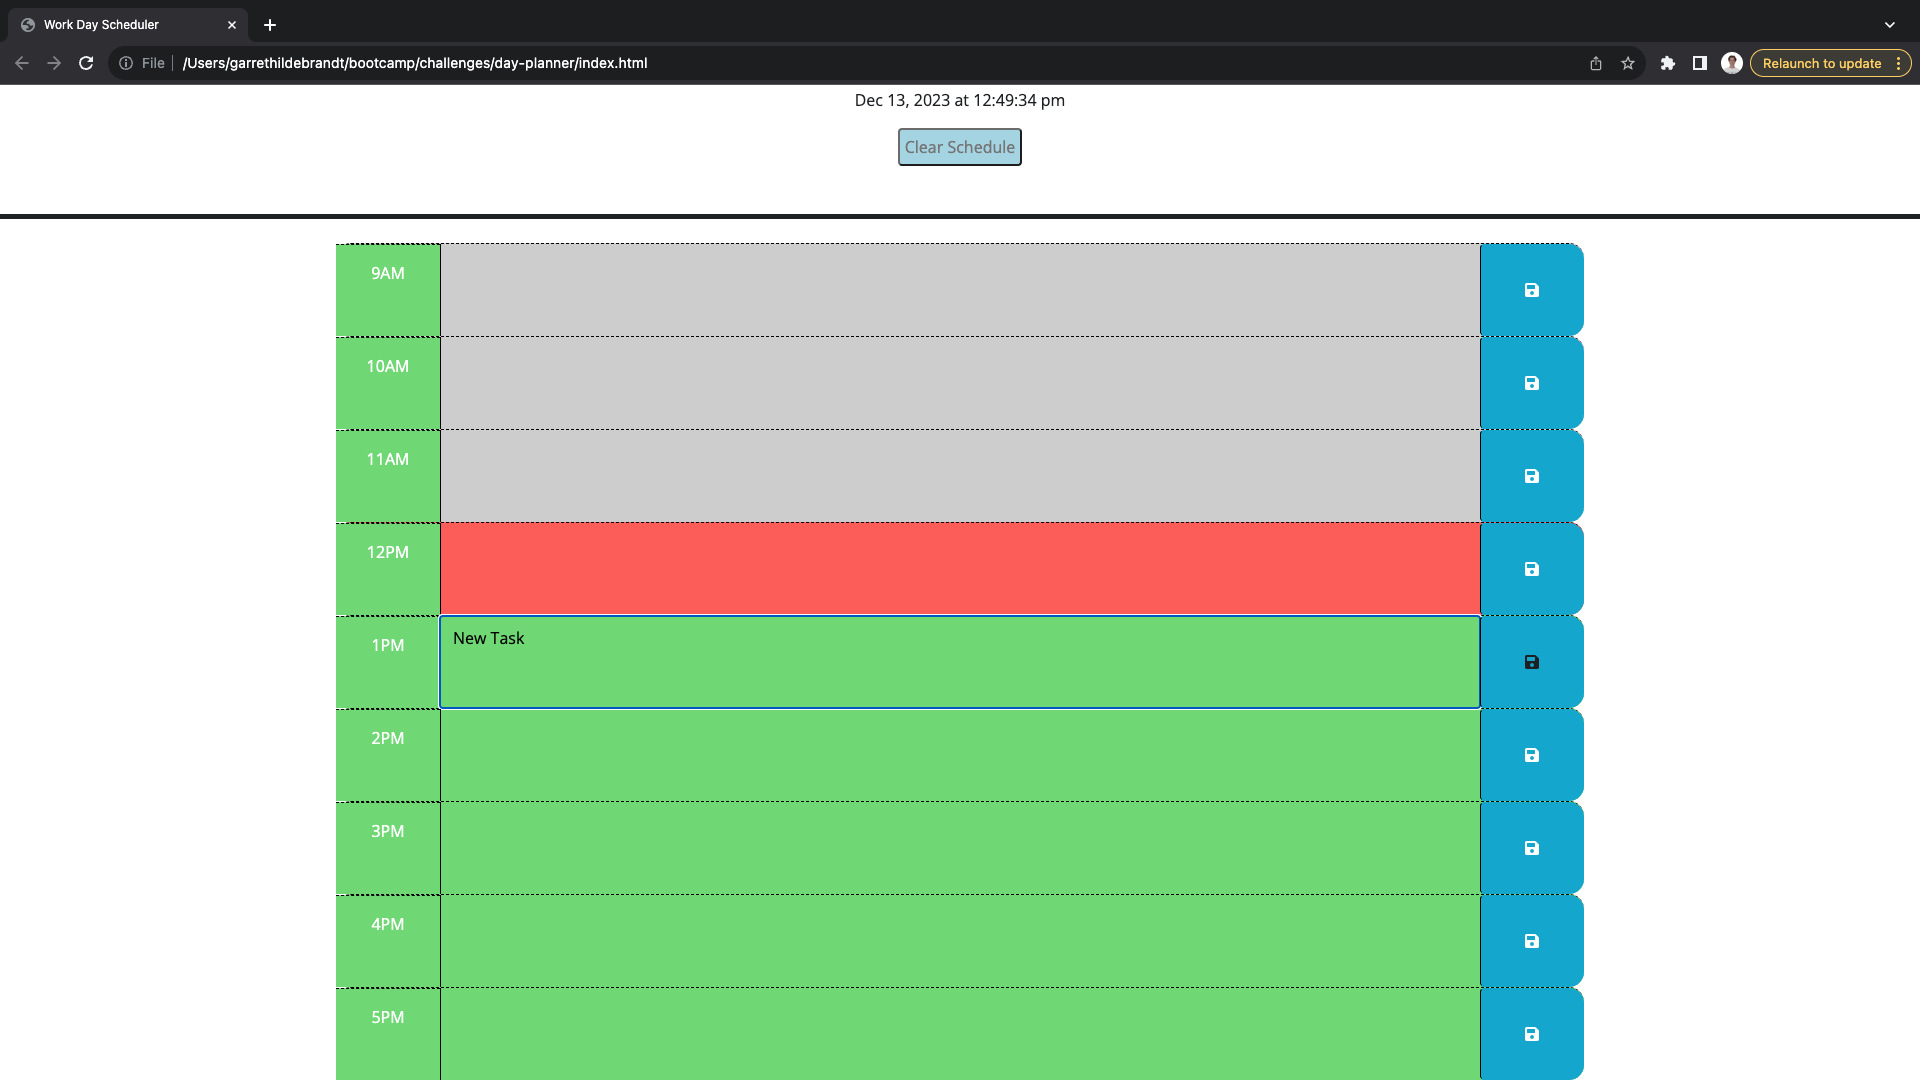 Work Day Scheduler
File
/Users/garrethildebrandt/bootcamp/challenges/day-planner/index.html
Relaunch to update
Dec 13, 2023 at 12:49:34 pm
Clear Schedule
9AM
10AM
11AM
12PM
1PM
New Task
2PM
3PM
4PM
5PM